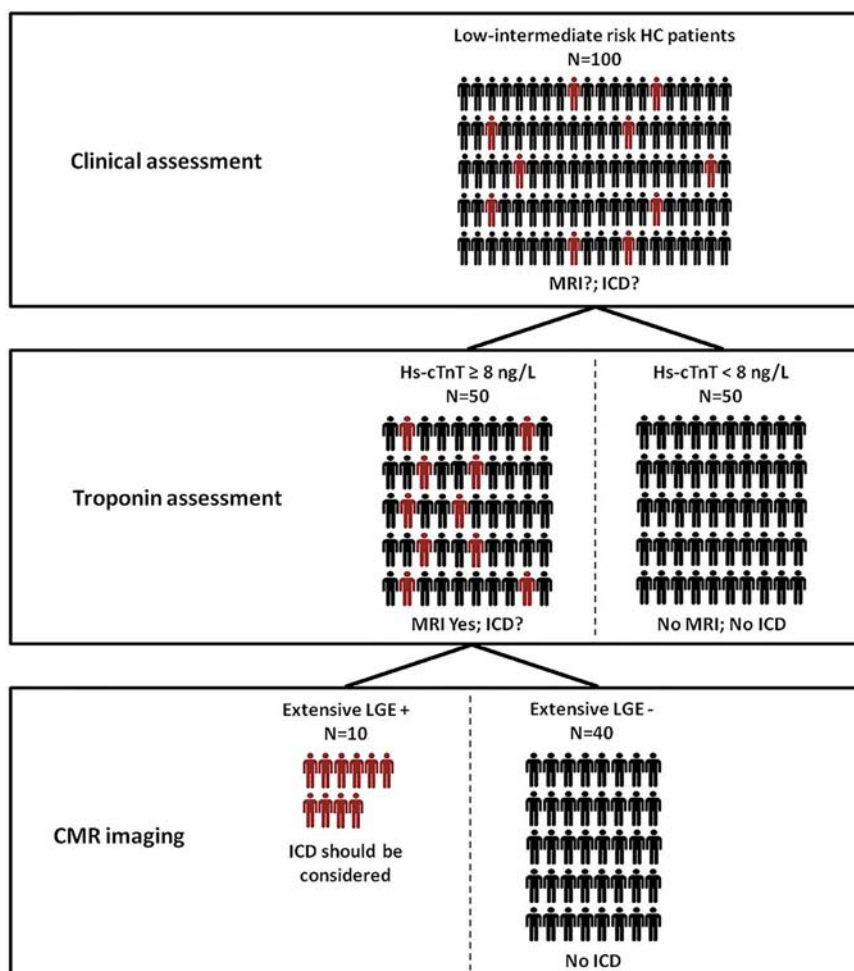 Low-intermediate risk HC patients
N=100
Clinical assessment
MRI?; ICD?
Hs-cTnT ≥ 8 ng/L
N=50
Hs-cTnT < 8 ng/L
N=50
Troponin assessment
MRI Yes; ICD?
No MRI; No ICD
Extensive LGE +
N=10
Extensive LGE -
N=40
CMR imaging
ICD should be
considered
No ICD